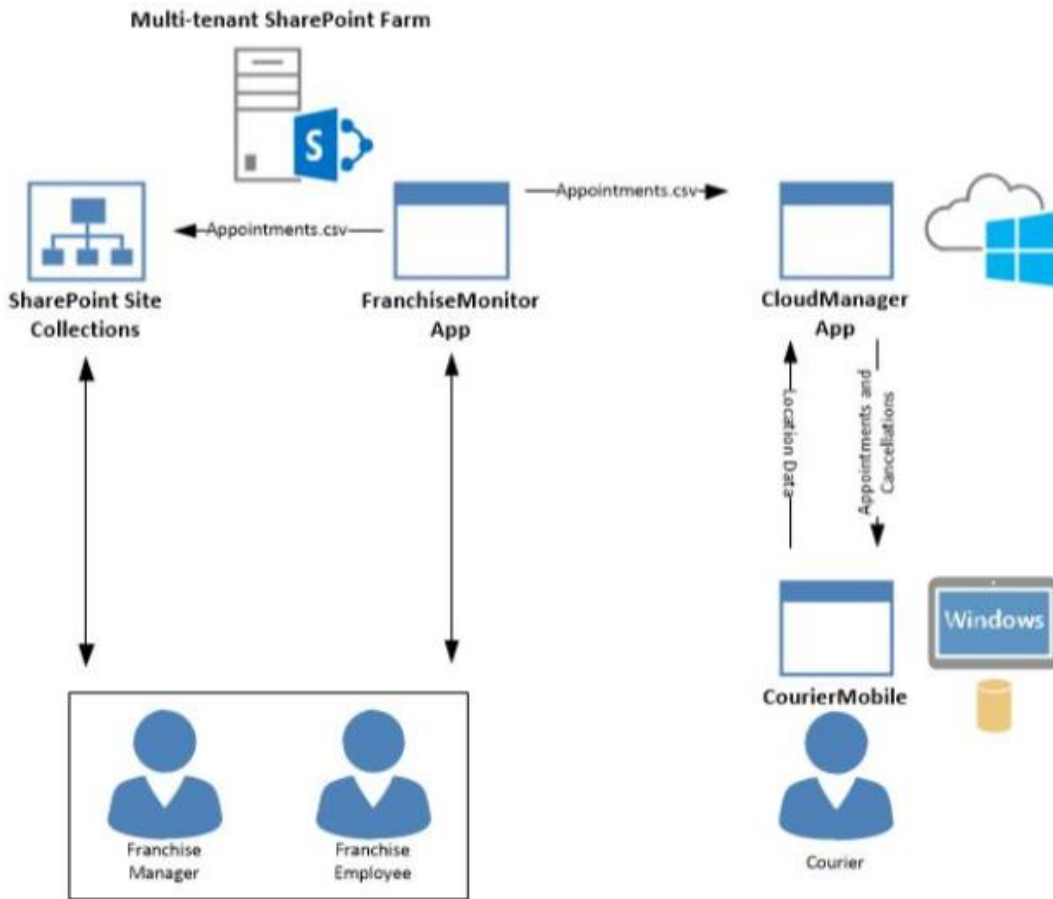 Multi-tenant SharePoint Farm
S
Appointments.csv
Appointments.csv
SharePoint Site
Collections
FranchiseMonitor
App
CloudManager
App
Location Data
Appointments and
Cancellations
Windows
CourierMobile
Franchise
Manager
Franchise
Employee
Courier